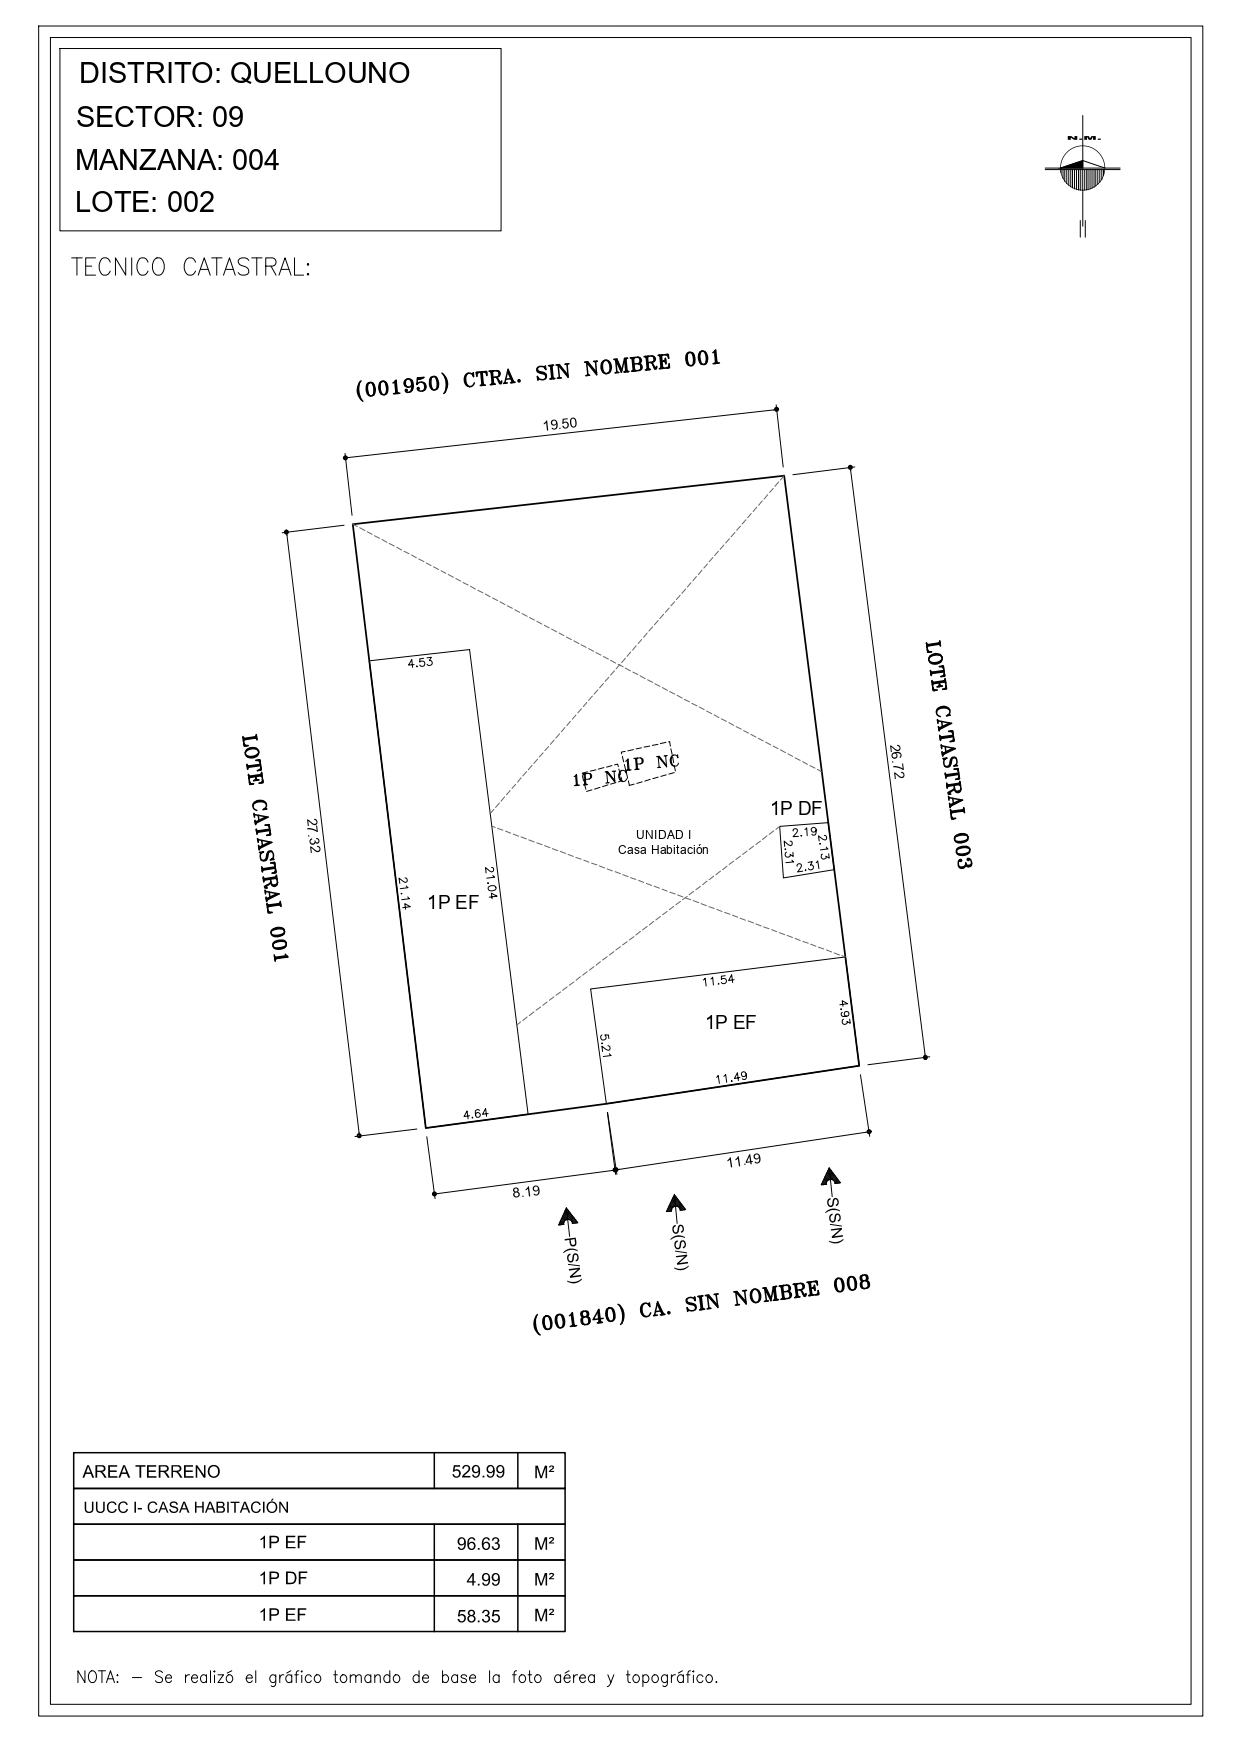 DISTRITO: QUELLOUNO
SECTOR: 09
MANZANA: 004
LOTE: 002
N.M.
TECNICO CATASTRAL:
(001950) CTRA. SIN NOMBRE 001
19.50
4.53
LOTE CATASTRAL 001
27.32
21.14
1P EF
21.04
1P NC
1P NC
UNIDAD I
Casa Habitación
1P DF
2.19
2.13
2.31
2.31
26.72
LOTE CATASTRAL 003
11.54
1P EF
4.93
5.21
11.49
4.64
8.19
11.49
P(S/N)
S(S/N)
S(S/N)
(001840) CA. SIN NOMBRE 008
AREA TERRENO 529.99 M²
UUCC I- CASA HABITACIÓN
1P EF 96.63 M²
1P DF 4.99 M²
1P EF 58.35 M²
NOTA: – Se realizó el gráfico tomando de base la foto aérea y topográfico.